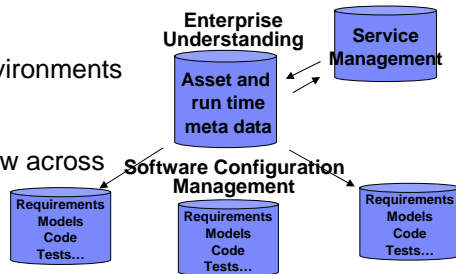 Enterprise
Understanding
Service
Management
Asset and
run time
meta data
vironments
w across
Software Configuration
Management
Requirements
Models
Code
Tests…
Requirements
Models
Code
Tests…
Requirements
Models
Code
Tests…